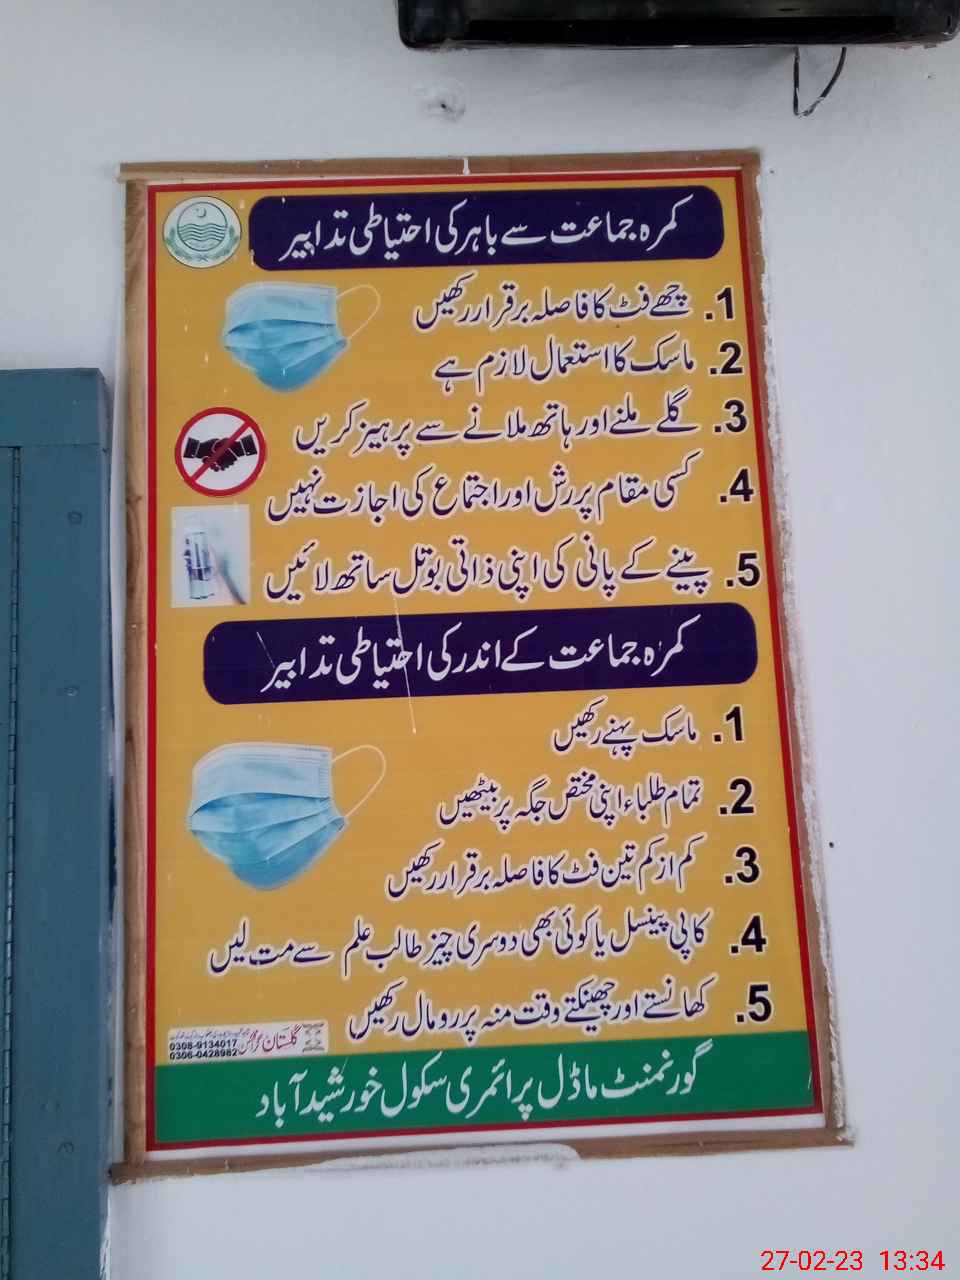 کمرہ جماعت سے باہر کی احتیاطی تدابیر
1. چھے فٹ کا فاصلہ برقرار رکھیں
2. ماسک کا استعمال لازم ہے
3. گلے ملنے اور ہاتھ ملانے سے پرہیز کریں
4. کسی مقام پر رش اور اجتماع کی اجازت نہیں
5. پینے کے پانی کی اپنی ذاتی بوتل ساتھ لائیں
کمرہ جماعت کے اندر کی احتیاطی تدابیر
1. ماسک پہنے رکھیں
2. تمام طلباء اپنی مختص جگہ پر بیٹھیں
3. کم از کم تین فٹ کا فاصلہ برقرار رکھیں
4. کاپی پینسل یا کوئی بھی دوسری چیز طالب علم سے مت لیں
5. کھانستے اور چھینکتے وقت منہ پر رومال رکھیں
گلستان
0308-9134017
0306-0428982
گورنمنٹ ماڈل پرائمری سکول خورشید آباد
27-02-23 13:34